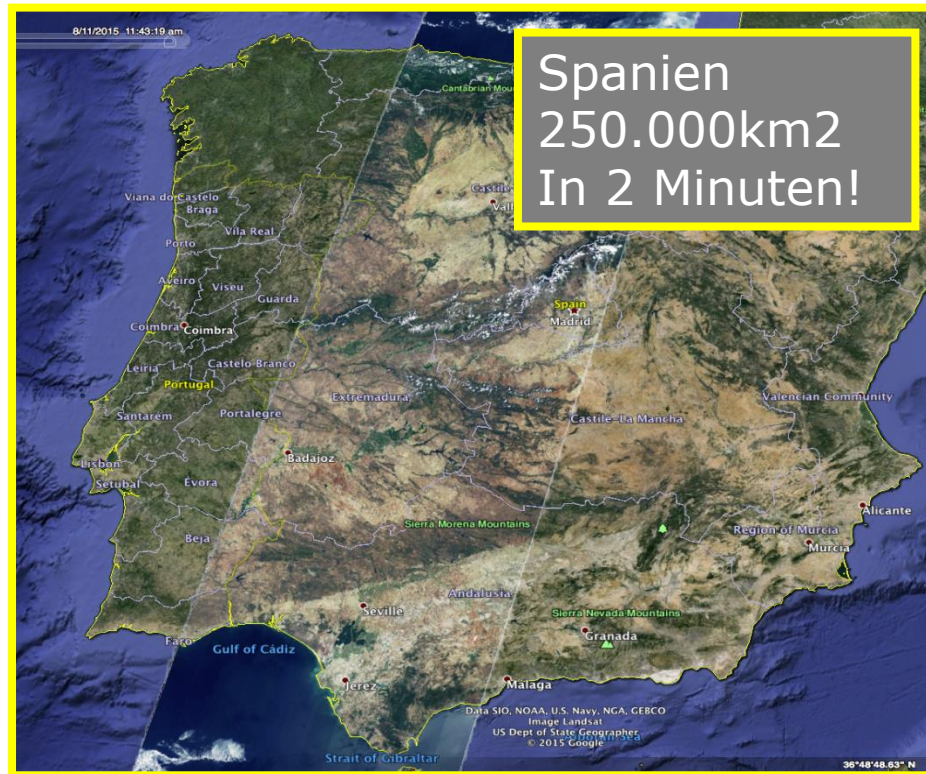 8/11/2015 11:43:19 am
Spanien
250.000km2
In 2 Minuten!
Cantabrian Mou
Castile-
Vall
Viana do Castelo
Braga
Vila Real
Porto
Aveiro
Viseu
Guarda
Spain
Madrid
Coimbra
Coimbra
Leiria
Castelo Branco
Portugal
Extremadura
Valencian Community
Santarém
Portalegre
Castile-La Mancha
Lisbon
Badajoz
Setubal
Évora
Alicante
Sierra Morena Mountains
Region of Murcia
Beja
Murcia
Andalusia
Seville
Sierra Nevada Mountains
Granada
Faro
Gulf of Cádiz
Jerez
Malaga
Data SIO, NOAA, U.S. Navy, NGA, GEBCO
Image Landsat
US Dept of State Geographer
© 2015 Google
Strait of Gibraltar
36°48'48.63" N